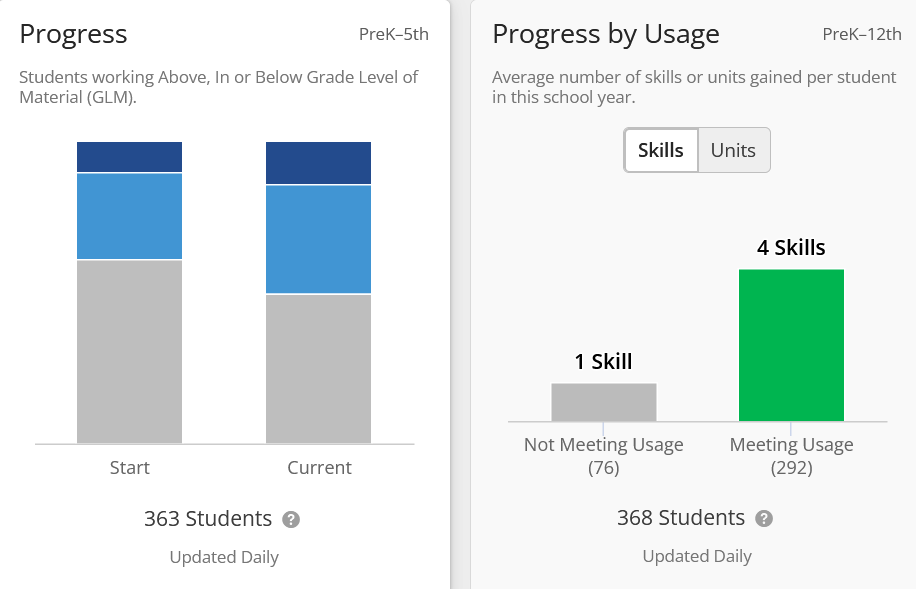 Progress
PreK–5th
Students working Above, In or Below Grade Level of
Material (GLM).
Start
Current
363 Students ?
Updated Daily
Progress by Usage
PreK–12th
Average number of skills or units gained per student
in this school year.
Skills
Units
1 Skill
4 Skills
Not Meeting Usage
(76)
Meeting Usage
(292)
368 Students ?
Updated Daily